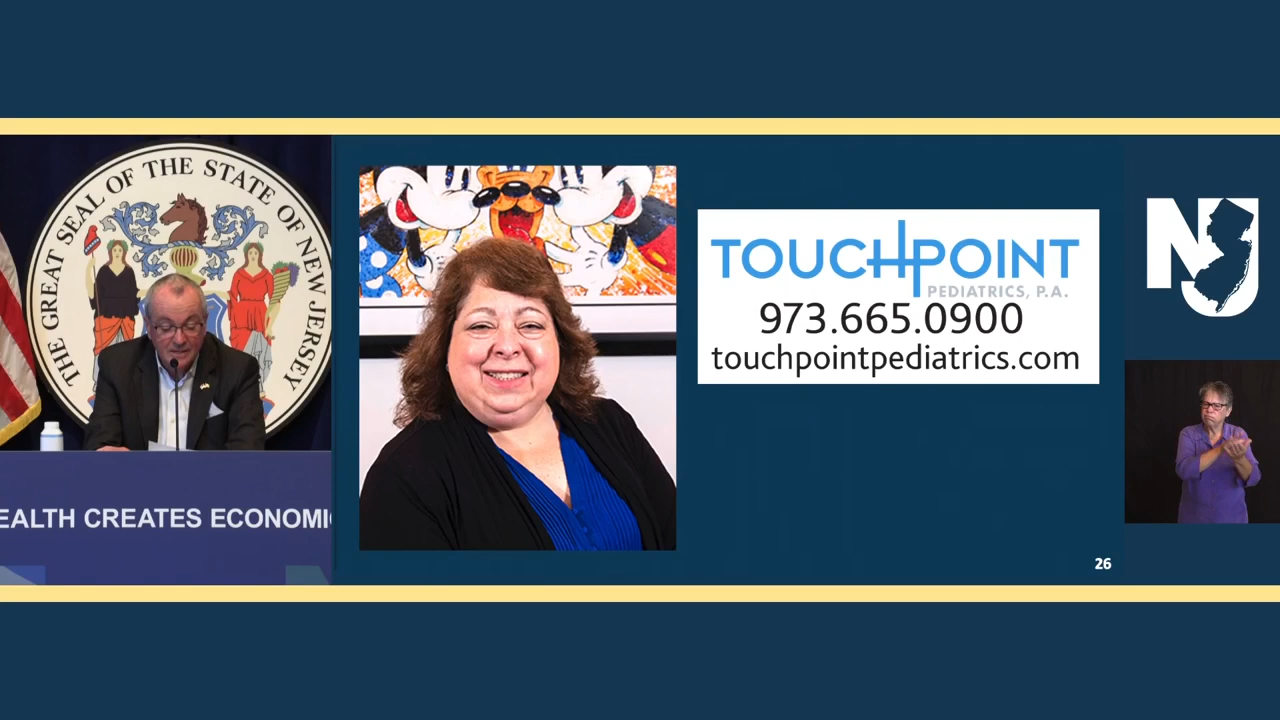 THE GREAT SEAL OF THE STATE OF NEW JERSEY
EALTH CREATES ECONOMI
TOUCHPOINT
PEDIATRICS, P.A.
973.665.0900
touchpointpediatrics.com
26
NJ